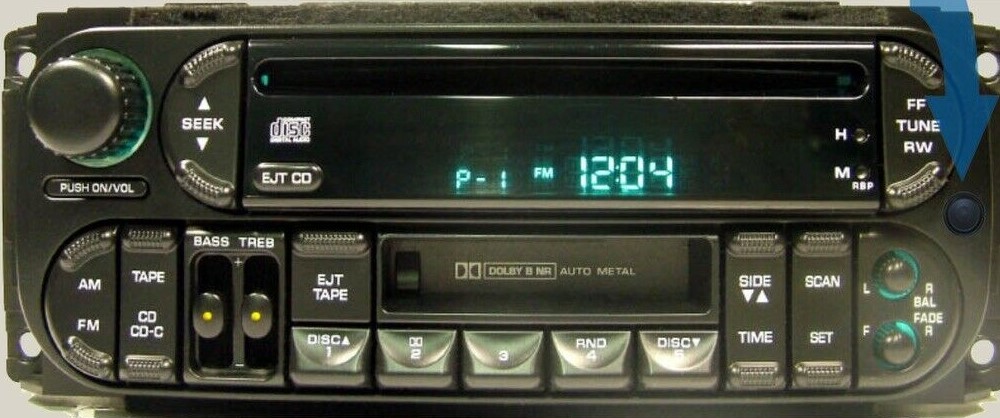 SEEK
PUSH ON/VOL
COMPACT
disc
DIGITAL AUDIO
EJT CD
P-1 FM 12:04
H
M
RBP
FF
TUNE
RW
AM
FM
TAPE
CD
CD-C
BASS TREB
+
−
EJT
TAPE
DOLBY B NR AUTO METAL
DISC▲
1
2
3
RND
4
DISC▼
5
SIDE
▼▲
TIME
SCAN
SET
L R
BAL
FADE
F R